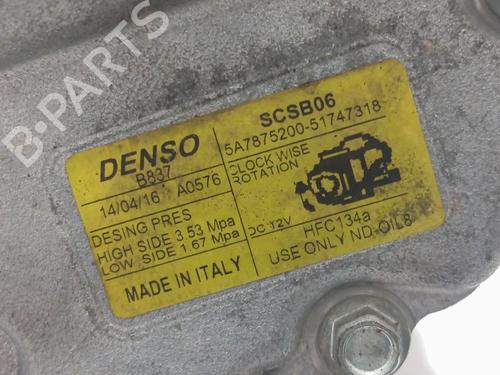 B-PARTS
DENSO
B837
14/04/16 A0576
DESING PRES
HIGH SIDE 3.53 Mpa
LOW SIDE 1.67 Mpa
MADE IN ITALY
SCSB06
5A7875200-51747318
CLOCK WISE
ROTATION
DC 12V
HFC134a
USE ONLY ND-OIL8